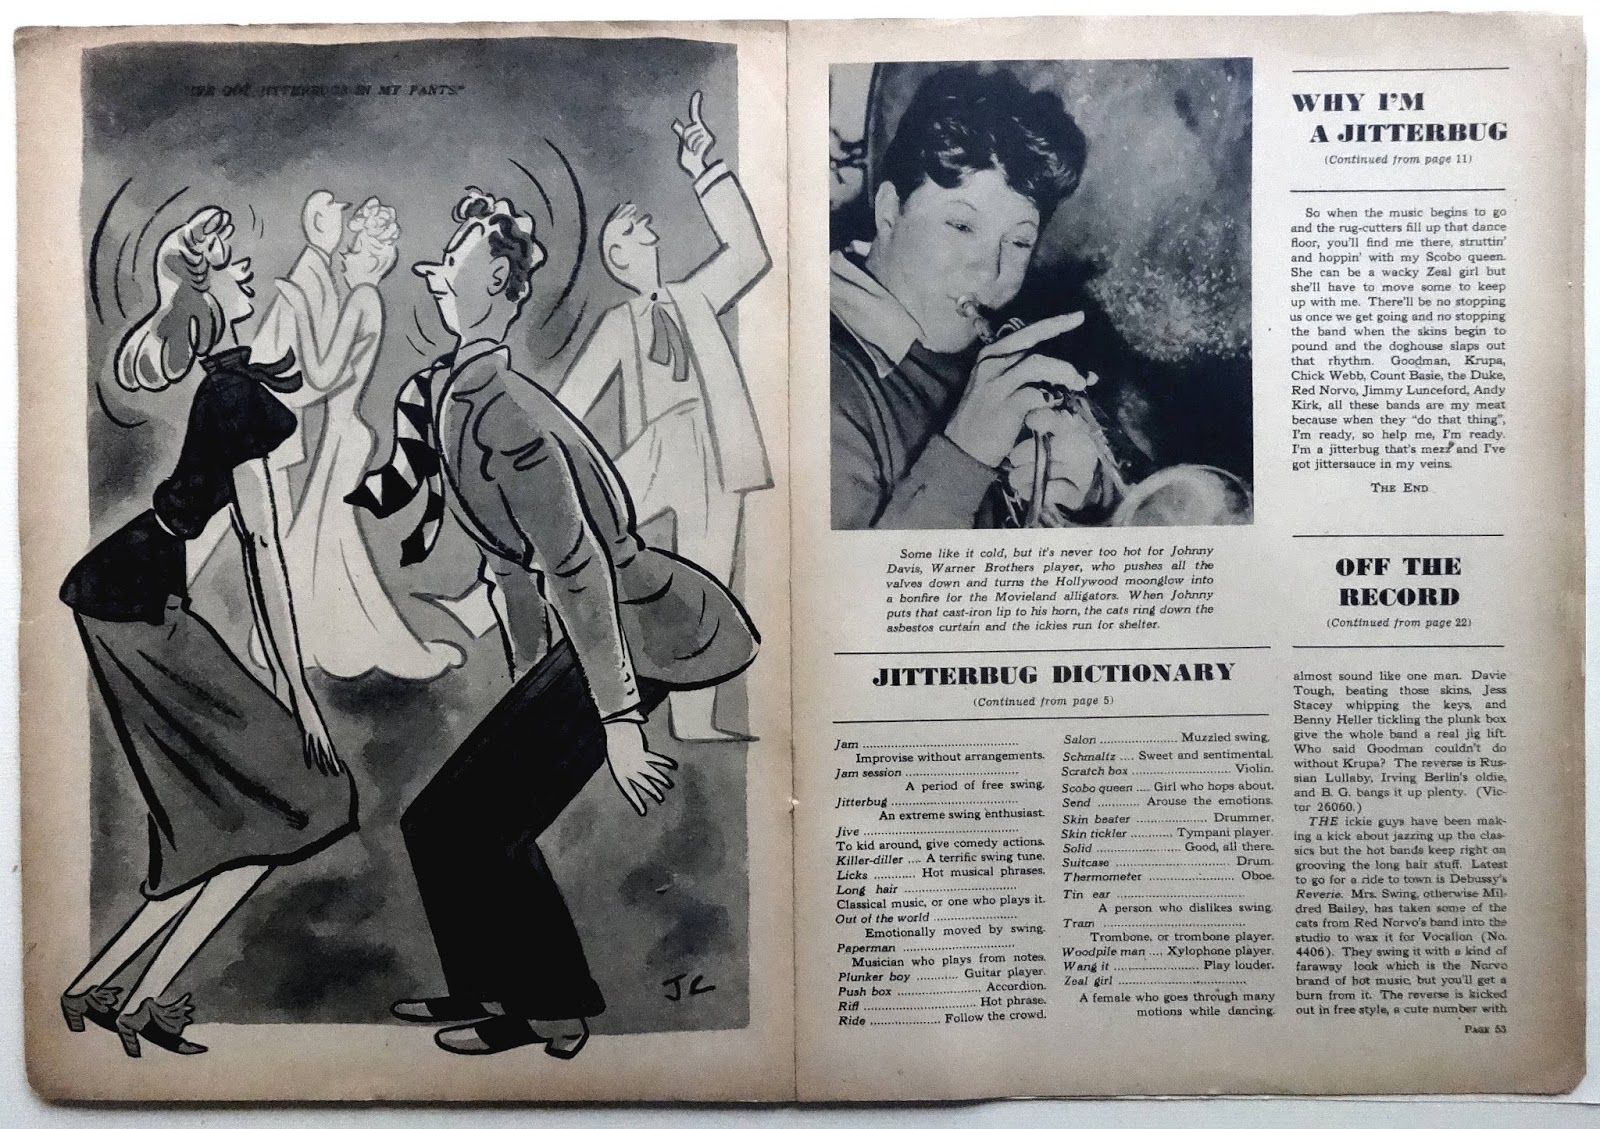 "I'VE GOT JITTERBUGS IN MY PANTS."
JC
Some like it cold, but it's never too hot for Johnny
Davis, Warner Brothers player, who pushes all the
valves down and turns the Hollywood moonglow into
a bonfire for the Movieland alligators. When Johnny
puts that cast-iron lip to his horn, the cats ring down the
asbestos curtain and the ickies run for shelter.
JITTERBUG DICTIONARY
(Continued from page 5)
Jam ........................................
Improvise without arrangements.
Jam session ..............................
A period of free swing.
Jitterbug .................................
An extreme swing enthusiast.
Jive ........................................
To kid around, give comedy actions.
Killer-diller .... A terrific swing tune.
Licks ............ Hot musical phrases.
Long hair ..............................
Classical music, or one who plays it.
Out of the world ......................
Emotionally moved by swing.
Paperman ..............................
Musician who plays from notes.
Plunker boy ........... Guitar player.
Push box ...................... Accordion.
Riff ............................. Hot phrase.
Ride ................... Follow the crowd.
Salon .................... Muzzled swing.
Schmaltz .... Sweet and sentimental.
Scratch box .......................... Violin.
Scobo queen .... Girl who hops about.
Send ............ Arouse the emotions.
Skin beater ...................... Drummer.
Skin tickler ........... Tympani player.
Solid ...................... Good, all there.
Suitcase .............................. Drum.
Thermometer ........................ Oboe.
Tin ear ..................................
A person who dislikes swing.
Tram .....................................
Trombone, or trombone player.
Woodpile man .... Xylophone player.
Wang it ........................ Play louder.
Zeal girl ..................................
A female who goes through many
motions while dancing.
WHY I'M
A JITTERBUG
(Continued from page 11)
So when the music begins to go
and the rug-cutters fill up that dance
floor, you'll find me there, struttin'
and hoppin' with my Scobo queen.
She can be a wacky Zeal girl but
she'll have to move some to keep
up with me. There'll be no stopping
us once we get going and no stopping
the band when the skins begin to
pound and the doghouse slaps out
that rhythm. Goodman, Krupa,
Chick Webb, Count Basie, the Duke,
Red Norvo, Jimmy Lunceford, Andy
Kirk, all these bands are my meat
because when they "do that thing",
I'm ready, so help me, I'm ready.
I'm a jitterbug that's mezz and I've
got jittersauce in my veins.
THE END
OFF THE
RECORD
(Continued from page 22)
almost sound like one man. Davie
Tough, beating those skins, Jess
Stacey whipping the keys, and
Benny Heller tickling the plunk box
give the whole band a real jig lift.
Who said Goodman couldn't do
without Krupa? The reverse is Rus-
sian Lullaby, Irving Berlin's oldie,
and B. G. bangs it up plenty. (Vic-
tor 26060.)
THE ickie guys have been mak-
ing a kick about jazzing up the clas-
sics but the hot bands keep right on
grooving the long hair stuff. Latest
to go for a ride to town is Debussy's
Reverie. Mrs. Swing, otherwise Mil-
dred Bailey, has taken some of the
cats from Red Norvo's band into the
studio to wax it for Vocalion (No.
4406). They swing it with a kind of
faraway look which is the Norvo
brand of hot music, but you'll get a
burn from it. The reverse is kicked
out in free style, a cute number with
PAGE 53